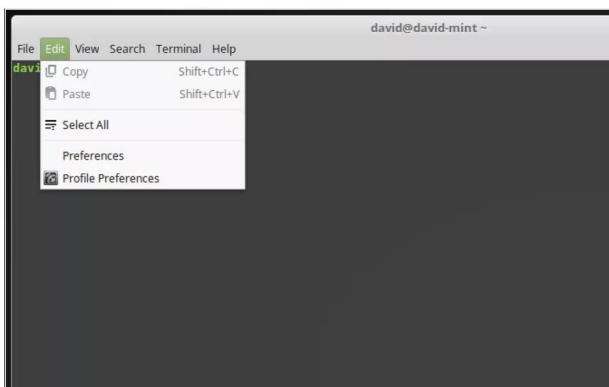 david@david-mint ~
File Edit View Search Terminal Help
davi
Copy Shift+Ctrl+C
Paste Shift+Ctrl+V
Select All
Preferences
Profile Preferences